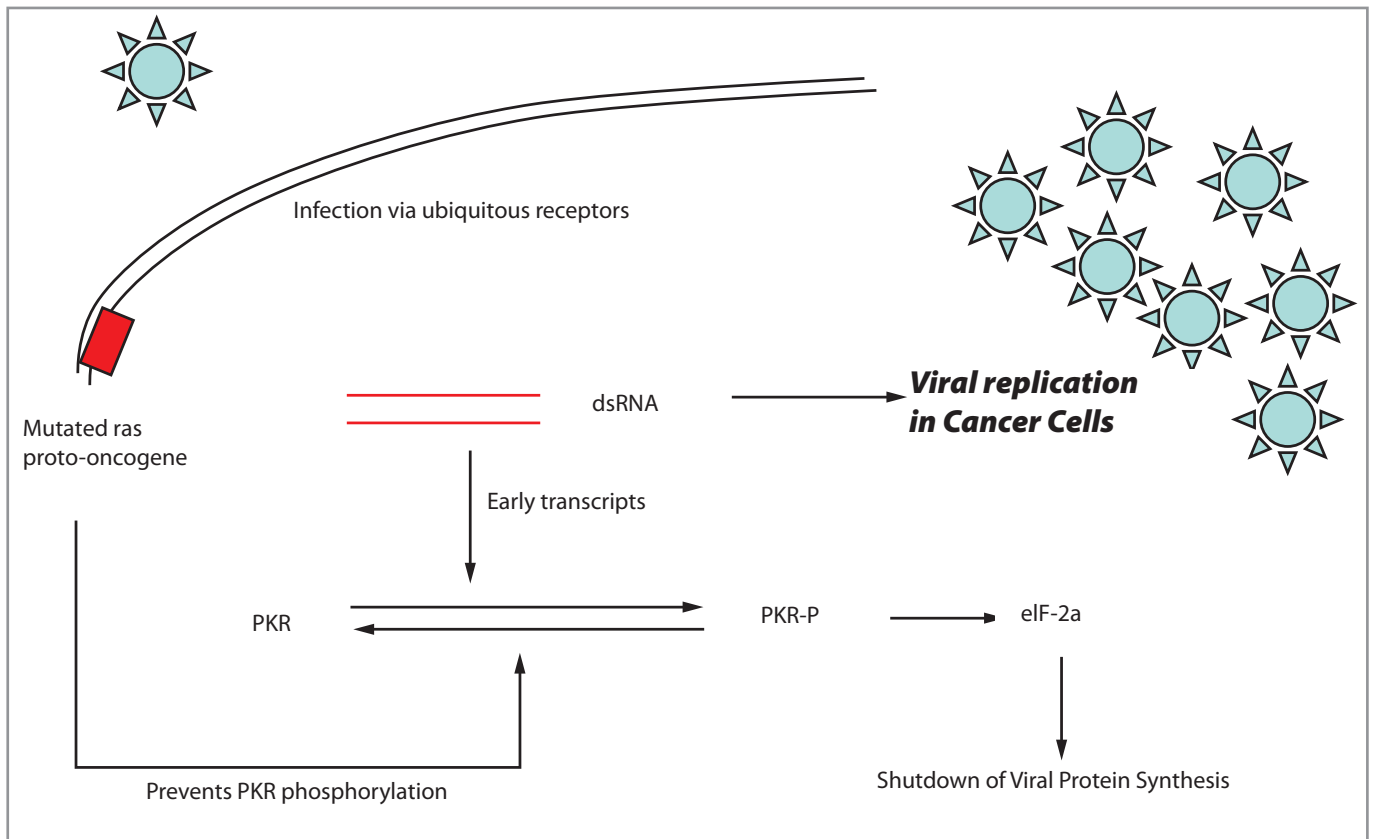 Infection via ubiquitous receptors
Mutated ras
proto-oncogene
dsRNA
Viral replication
in Cancer Cells
Early transcripts
PKR
PKR-P
eIF-2a
Prevents PKR phosphorylation
Shutdown of Viral Protein Synthesis